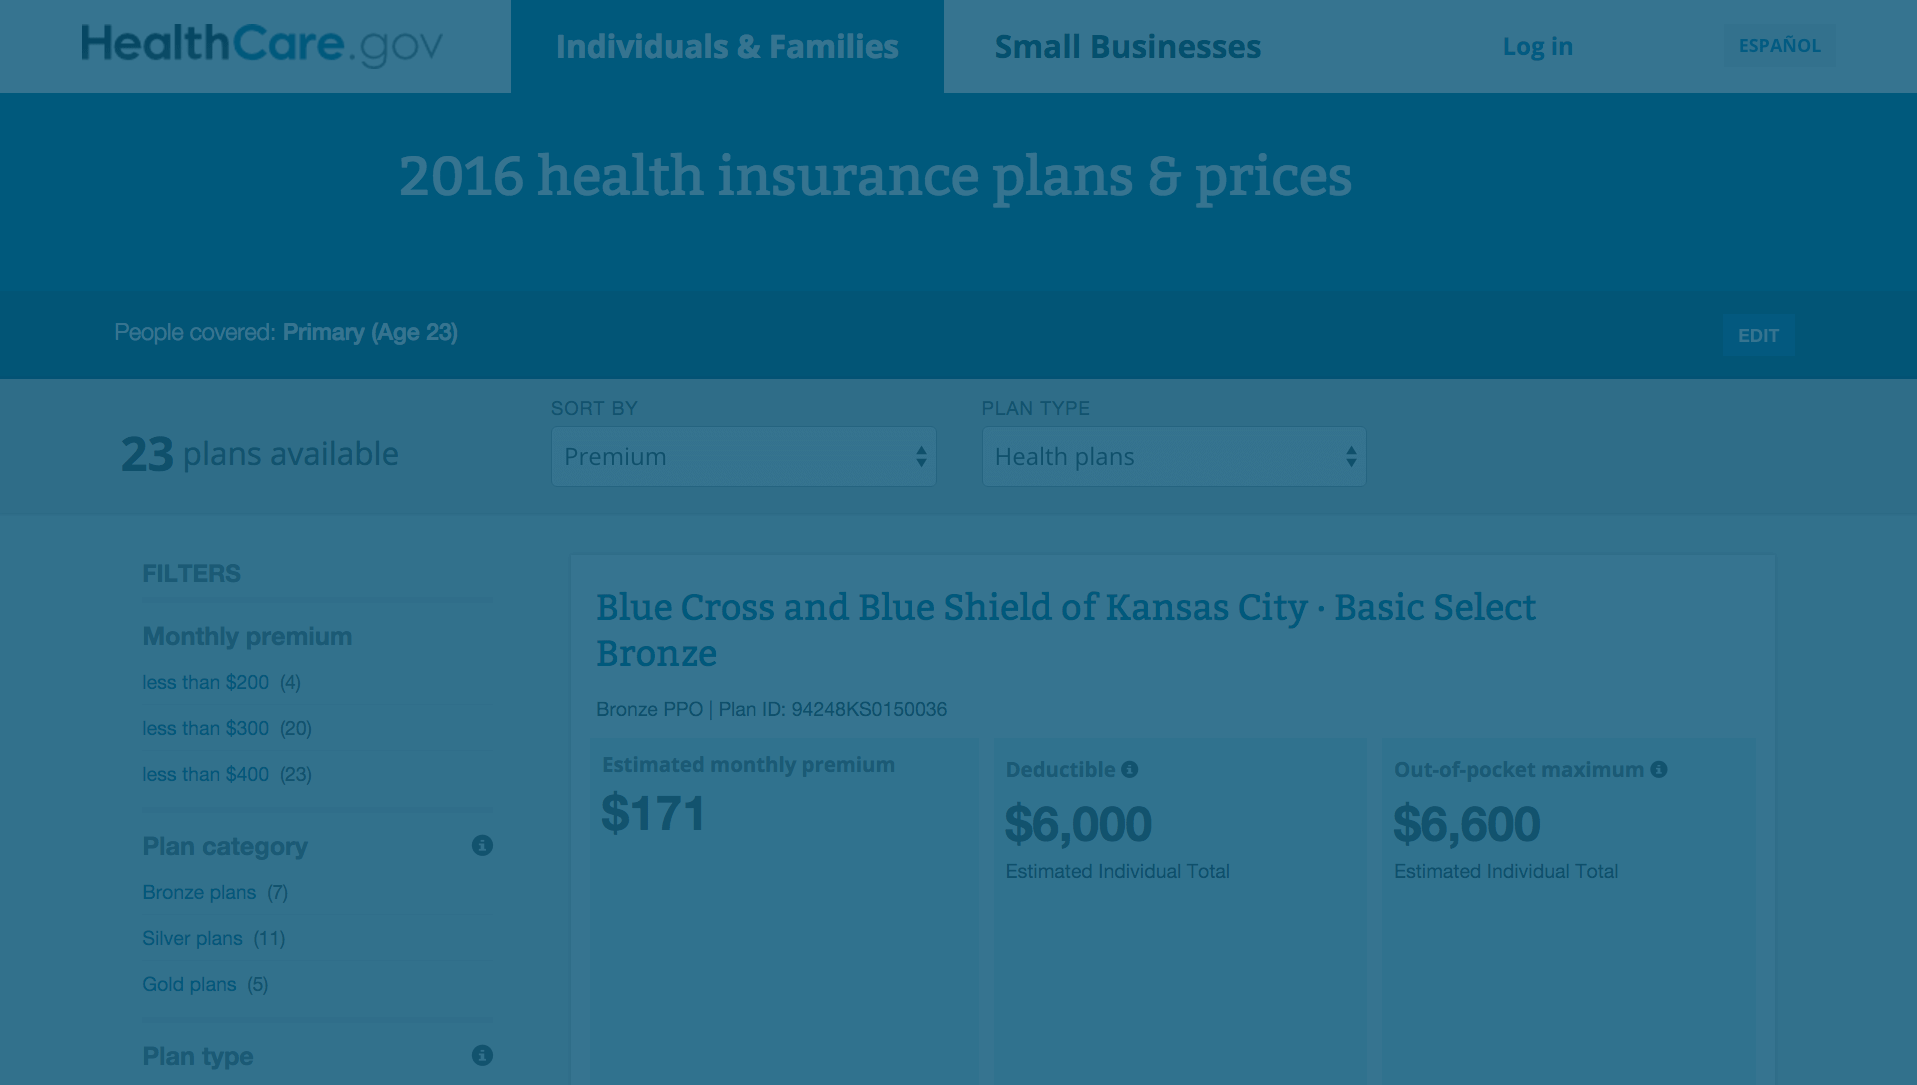 HealthCare.gov
Individuals & Families
Small Businesses
Log in
ESPAÑOL
2016 health insurance plans & prices
People covered: Primary (Age 23)
EDIT
23 plans available
SORT BY
Premium
PLAN TYPE
Health plans
FILTERS
Monthly premium
less than $200 (4)
less than $300 (20)
less than $400 (23)
Plan category
Bronze plans (7)
Silver plans (11)
Gold plans (5)
Plan type
Blue Cross and Blue Shield of Kansas City · Basic Select
Bronze
Bronze PPO | Plan ID: 94248KS0150036
Estimated monthly premium
$171
Deductible
$6,000
Estimated Individual Total
Out-of-pocket maximum
$6,600
Estimated Individual Total